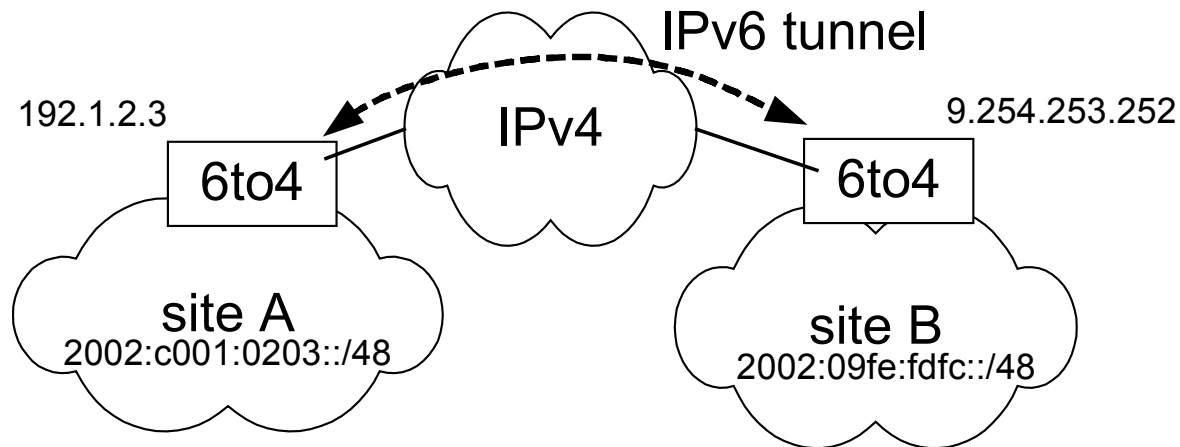 IPv6 tunnel
192.1.2.3
IPv4
9.254.253.252
6to4
6to4
site A
2002:c001:0203::/48
site B
2002:09fe:fdfc::/48